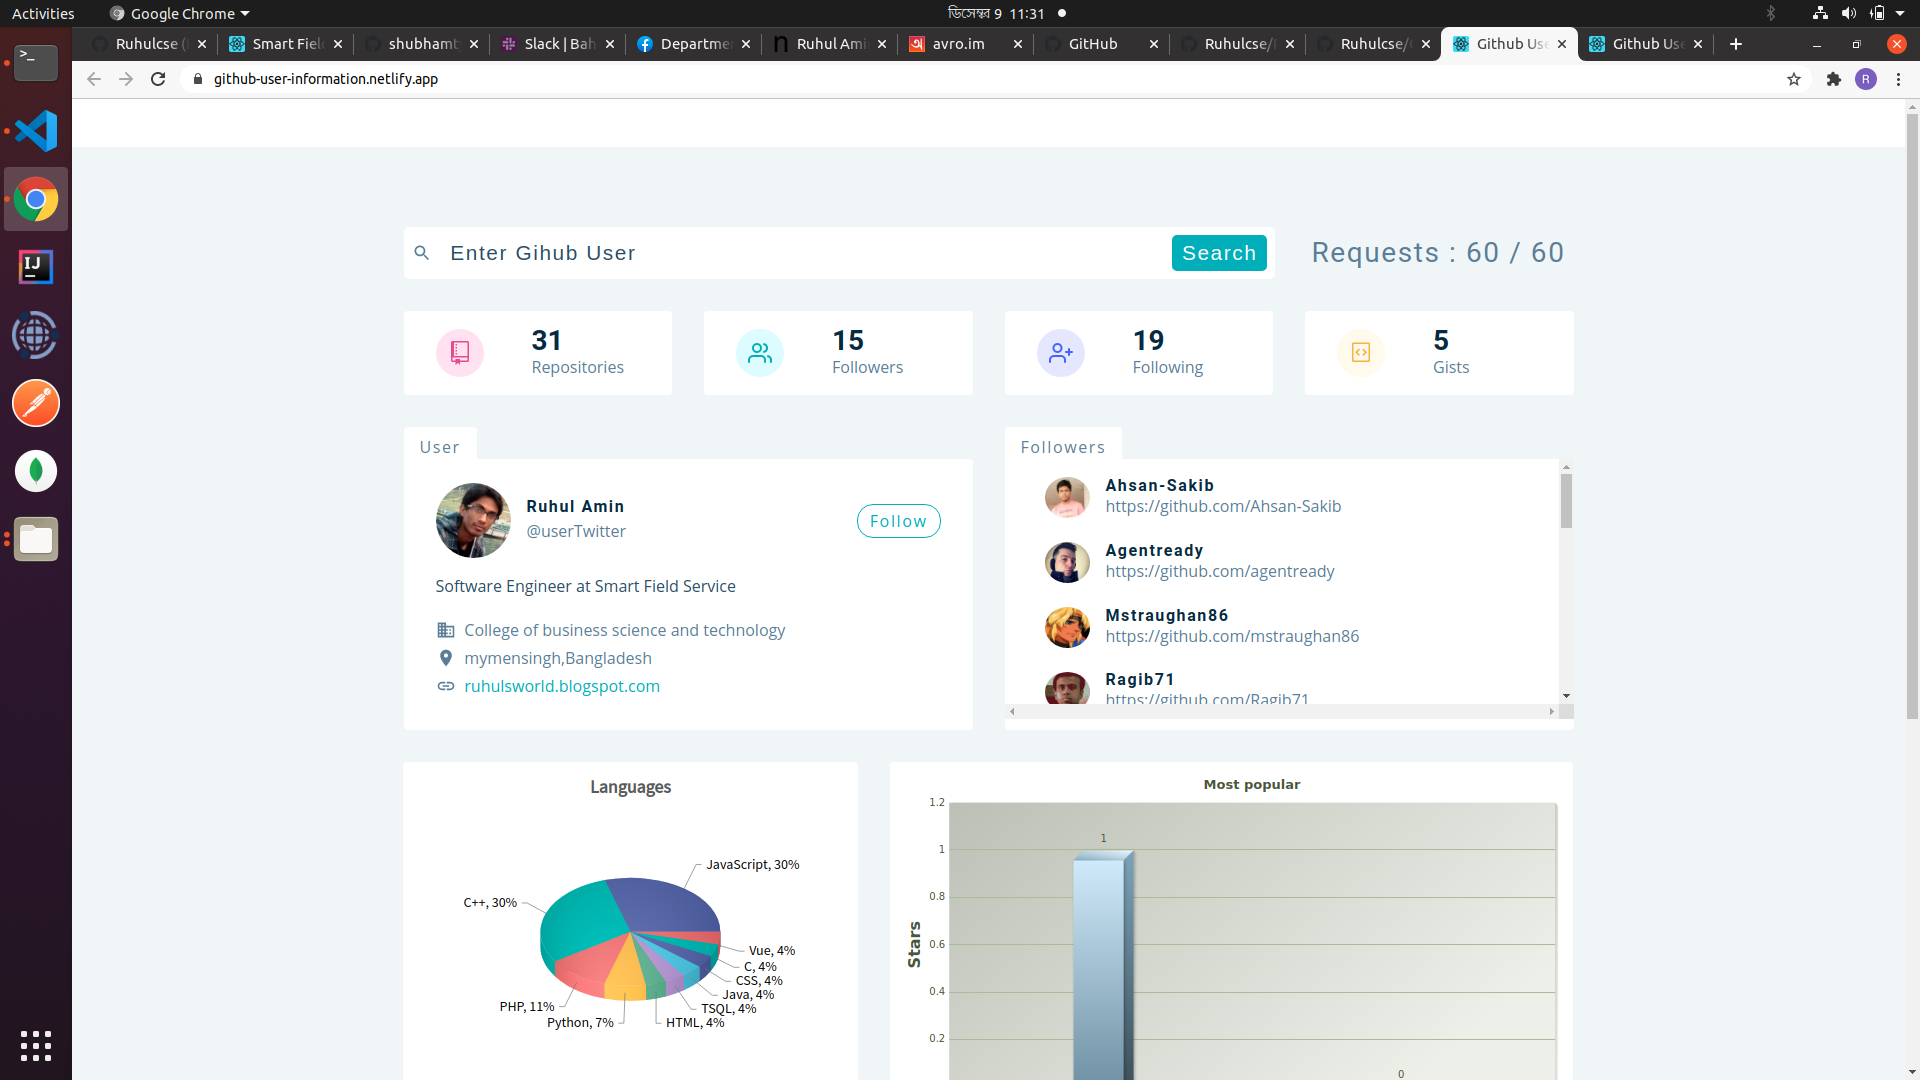 Activities
Google Chrome
ডিসেম্বর 9 11:31
Ruhulcse (
Smart Fiel
shubhamt
Slack | Bah
Departme
Ruhul Ami
avro.im
GitHub
Ruhulcse/
Ruhulcse/
Github Use
Github Use
github-user-information.netlify.app
R
Enter Gihub User
Search
Requests : 60 / 60
31
Repositories
15
Followers
19
Following
5
Gists
User
Ruhul Amin
@userTwitter
Follow
Software Engineer at Smart Field Service
College of business science and technology
mymensingh,Bangladesh
ruhulsworld.blogspot.com
Followers
Ahsan-Sakib
https://github.com/Ahsan-Sakib
Agentready
https://github.com/agentready
Mstraughan86
https://github.com/mstraughan86
Ragib71
https://github.com/Ragib71
Languages
JavaScript, 30%
C++, 30%
Vue, 4%
C, 4%
CSS, 4%
Java, 4%
TSQL, 4%
HTML, 4%
Python, 7%
PHP, 11%
Most popular
Stars
1.2
1
0.8
0.6
0.4
0.2
1
0